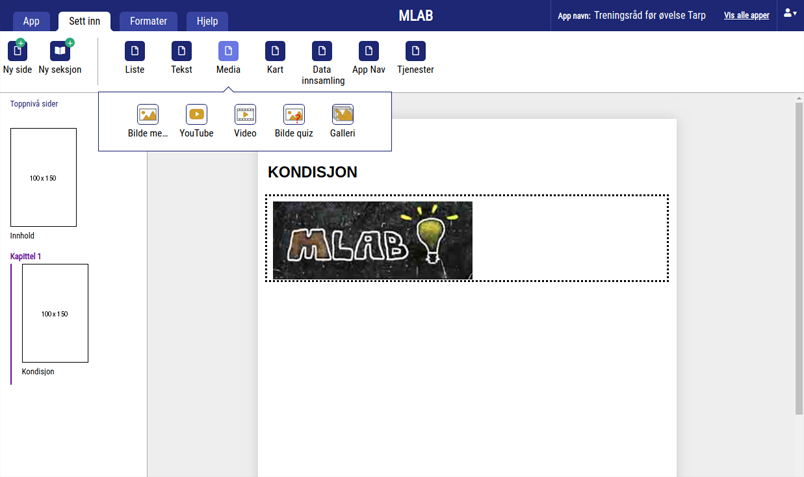 App Sett inn Formater Hjelp MLAB App navn: Treningsråd før øvelse Tarp Vis alle apper
Ny side Ny seksjon Liste Tekst Media Kart Data innsamling App Nav Tjenester
Bilde me... YouTube Video Bilde quiz Galleri
Toppnivå sider
100 x 150
Innhold
Kapittel 1
100 x 150
Kondisjon
KONDISJON
MLAB